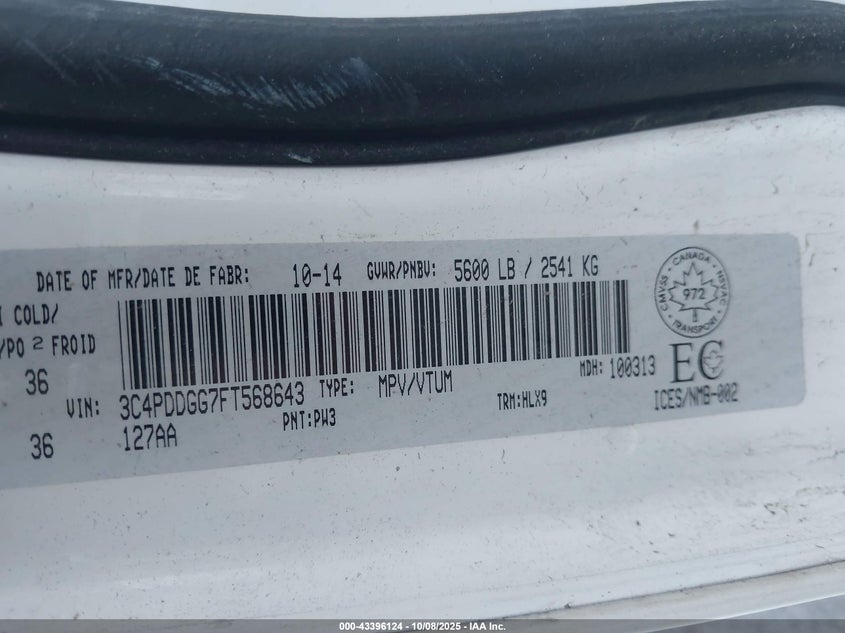 DATE OF MFR/DATE DE FABR: 10-14 GVWR/PNBV: 5600 LB / 2541 KG
COLD/
/PO 2 FROID
36
36
VIN: 3C4PDDGG7FT568643 TYPE: MPV/VTUM MDH: 100313
127AA PNT:PW3 TRM:HLX9
CMVSS - CANADA - NSVAC
972
TRANSPORT
EC
ICES/NMB-002
000-43396124 - 10/08/2025 - IAA Inc.